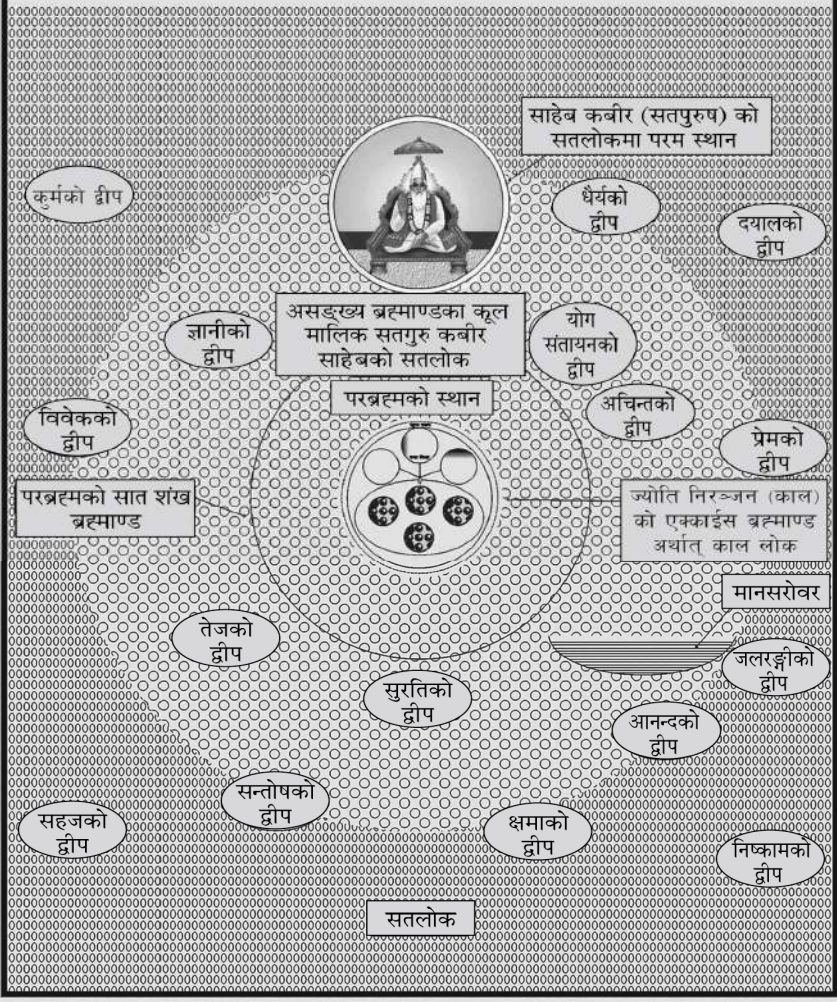 साहेब कबीर (सतपुरुष) को
सतलोकमा परम स्थान
कुर्मको द्वीप
धैर्यको
द्वीप
दयालको
द्वीप
ज्ञानीको
द्वीप
असङ्ख्य ब्रह्माण्डका कूल
मालिक सतगुरु कबीर
साहेबको सतलोक
योग
संतायनको
द्वीप
परब्रह्मको स्थान
विवेकको
द्वीप
अचिन्तको
द्वीप
प्रेमको
द्वीप
परब्रह्मको सात शंख
ब्रह्माण्ड
ज्योति निरञ्जन (काल)
को एक्काईस ब्रह्माण्ड
अर्थात् काल लोक
मानसरोवर
तेजको
द्वीप
जलरङ्गीको
द्वीप
सुरतिको
द्वीप
आनन्दको
द्वीप
सन्तोषको
द्वीप
सहजको
द्वीप
क्षमाको
द्वीप
निष्कामको
द्वीप
सतलोक